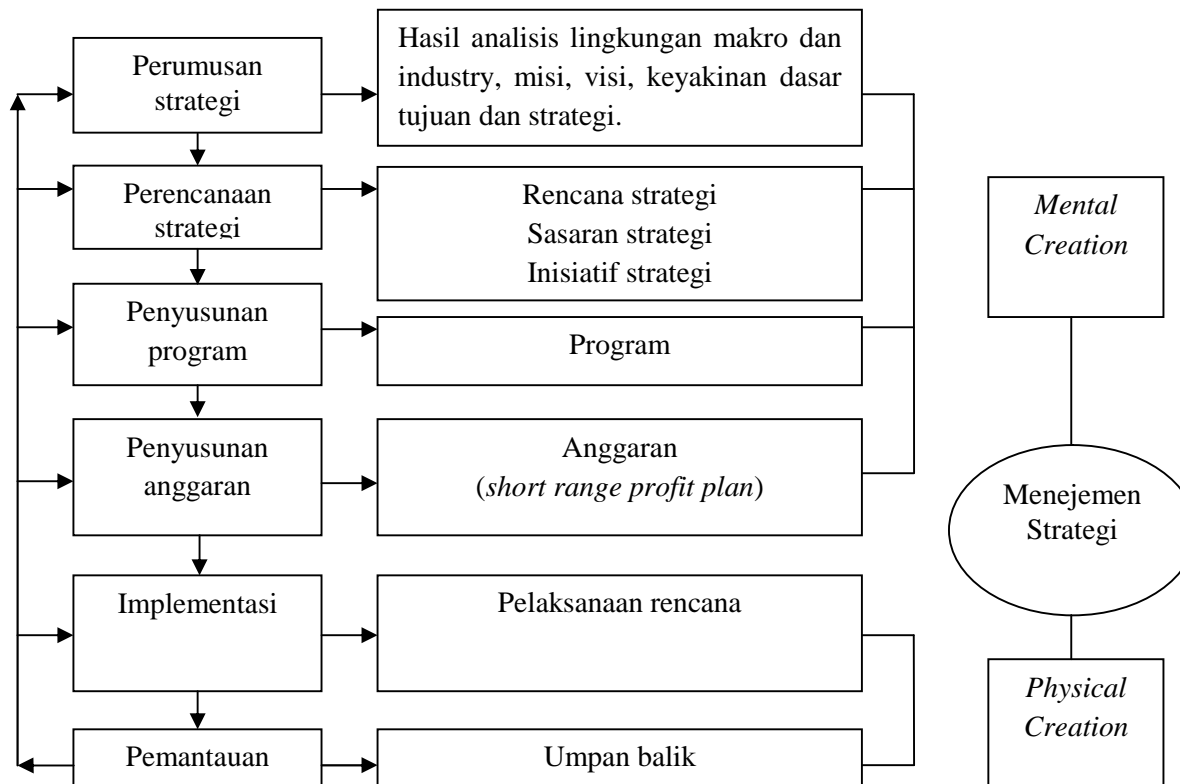 Perumusan
strategi
Hasil analisis lingkungan makro dan
industry, misi, visi, keyakinan dasar
tujuan dan strategi.
Perencanaan
strategi
Rencana strategi
Sasaran strategi
Inisiatif strategi
Penyusunan
program
Program
Penyusunan
anggaran
Anggaran
(short range profit plan)
Implementasi
Pelaksanaan rencana
Pemantauan
Umpan balik
Mental
Creation
Menejemen
Strategi
Physical
Creation